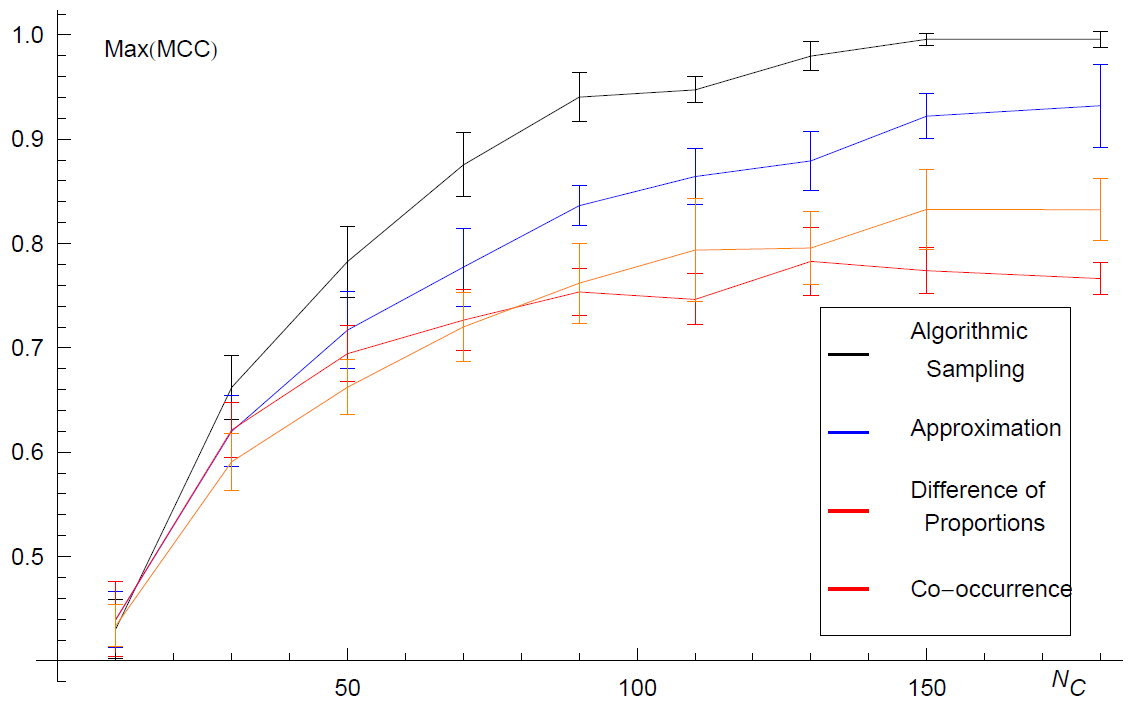 Max(MCC)
1.0
0.9
0.8
0.7
0.6
0.5
Algorithmic
Sampling
Approximation
Difference of
Proportions
Co−occurrence
50
100
150
N_C